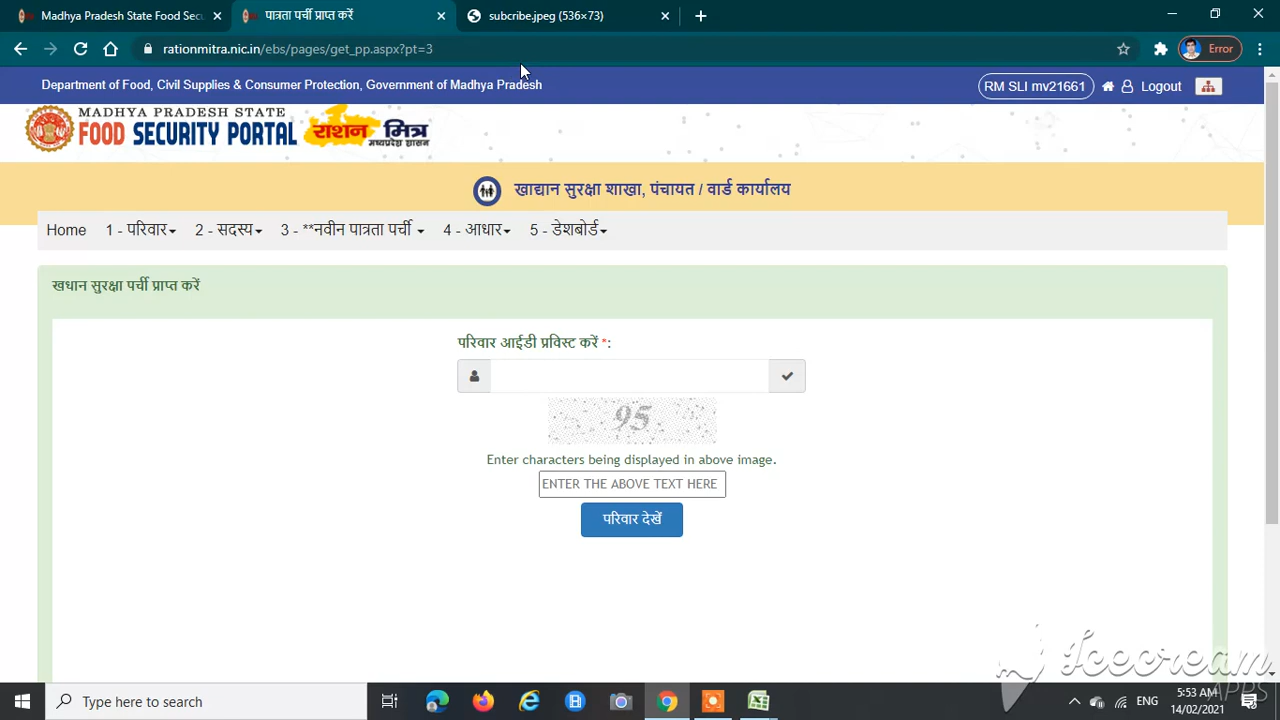 Madhya Pradesh State Food Secu
पात्रता पर्ची प्राप्त करें
subcribe.jpeg (536×73)
rationmitra.nic.in/ebs/pages/get_pp.aspx?pt=3
Error
Department of Food, Civil Supplies & Consumer Protection, Government of Madhya Pradesh
RM SLI mv21661
Logout
MADHYA PRADESH STATE
FOOD SECURITY PORTAL
राशन मित्र
मध्यप्रदेश शासन
खाद्यान सुरक्षा शाखा, पंचायत / वार्ड कार्यालय
Home 1 - परिवार 2 - सदस्य 3 - **नवीन पात्रता पर्ची 4 - आधार 5 - डेशबोर्ड
खधान सुरक्षा पर्ची प्राप्त करें
परिवार आईडी प्रविस्ट करें *:
95
Enter characters being displayed in above image.
ENTER THE ABOVE TEXT HERE
परिवार देखें
Icecream
APPS
Type here to search
ENG
5:53 AM
14/02/2021